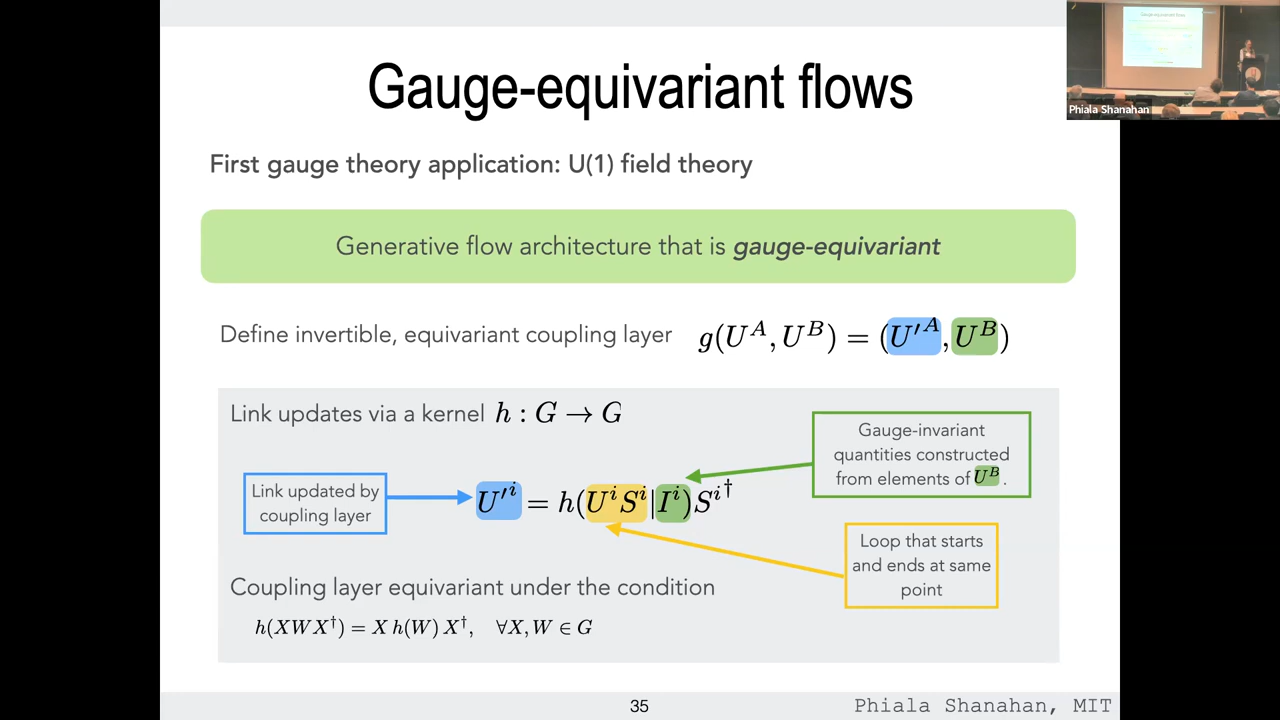 Gauge-equivariant flows
Phiala Shanahan
First gauge theory application: U(1) field theory
Generative flow architecture that is gauge-equivariant
Define invertible, equivariant coupling layer g(U^A, U^B) = (U′^A, U^B)
Link updates via a kernel h : G → G
Gauge-invariant
quantities constructed
from elements of U^B .
Link updated by
coupling layer
U′^i = h(U^i S^i | I^i) S^i†
Loop that starts
and ends at same
point
Coupling layer equivariant under the condition
h(XWX†) = X h(W) X†, ∀X, W ∈ G
35
Phiala Shanahan, MIT